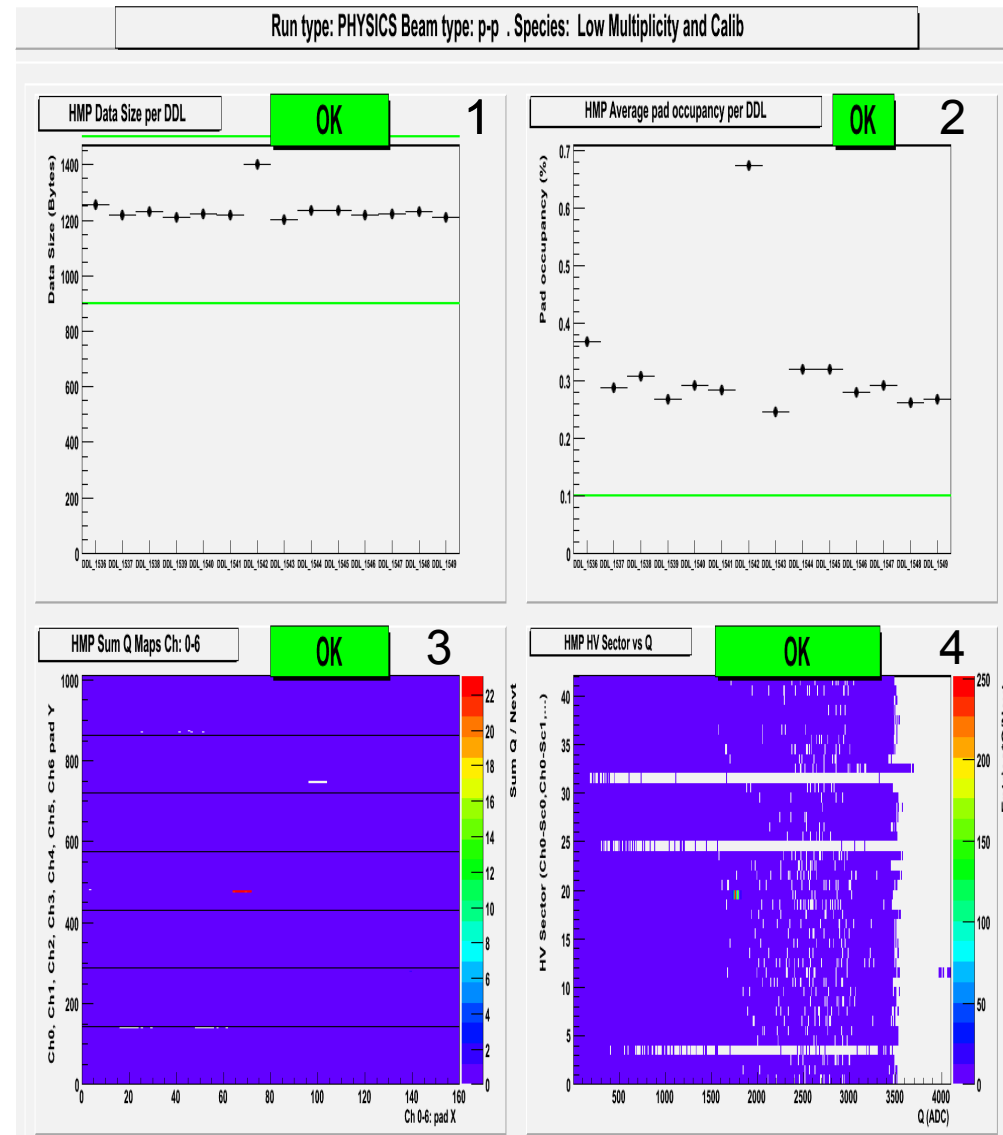 Run type: PHYSICS Beam type: p-p . Species: Low Multiplicity and Calib
HMP Data Size per DDL
OK
1
Data Size (Bytes)
1400
1200
1000
800
600
400
200
0
DDL_1536 DDL_1537 DDL_1538 DDL_1539 DDL_1540 DDL_1541 DDL_1542 DDL_1543 DDL_1544 DDL_1545 DDL_1546 DDL_1547 DDL_1548 DDL_1549
HMP Average pad occupancy per DDL
OK
2
Pad occupancy (%)
0.7
0.6
0.5
0.4
0.3
0.2
0.1
0
DDL_1536 DDL_1537 DDL_1538 DDL_1539 DDL_1540 DDL_1541 DDL_1542 DDL_1543 DDL_1544 DDL_1545 DDL_1546 DDL_1547 DDL_1548 DDL_1549
HMP Sum Q Maps Ch: 0-6
OK
3
Ch0, Ch1, Ch2, Ch3, Ch4, Ch5, Ch6 pad Y
1000
800
600
400
200
0
0 20 40 60 80 100 120 140 160
Ch 0-6: pad X
22
20
18
16
14
12
10
8
6
4
2
0
Sum Q / Nevt
HMP HV Sector vs Q
OK
4
HV Sector (Ch0-Sc0,Ch0-Sc1,...)
40
35
30
25
20
15
10
5
0
500 1000 1500 2000 2500 3000 3500 4000
Q (ADC)
250
200
150
100
50
0